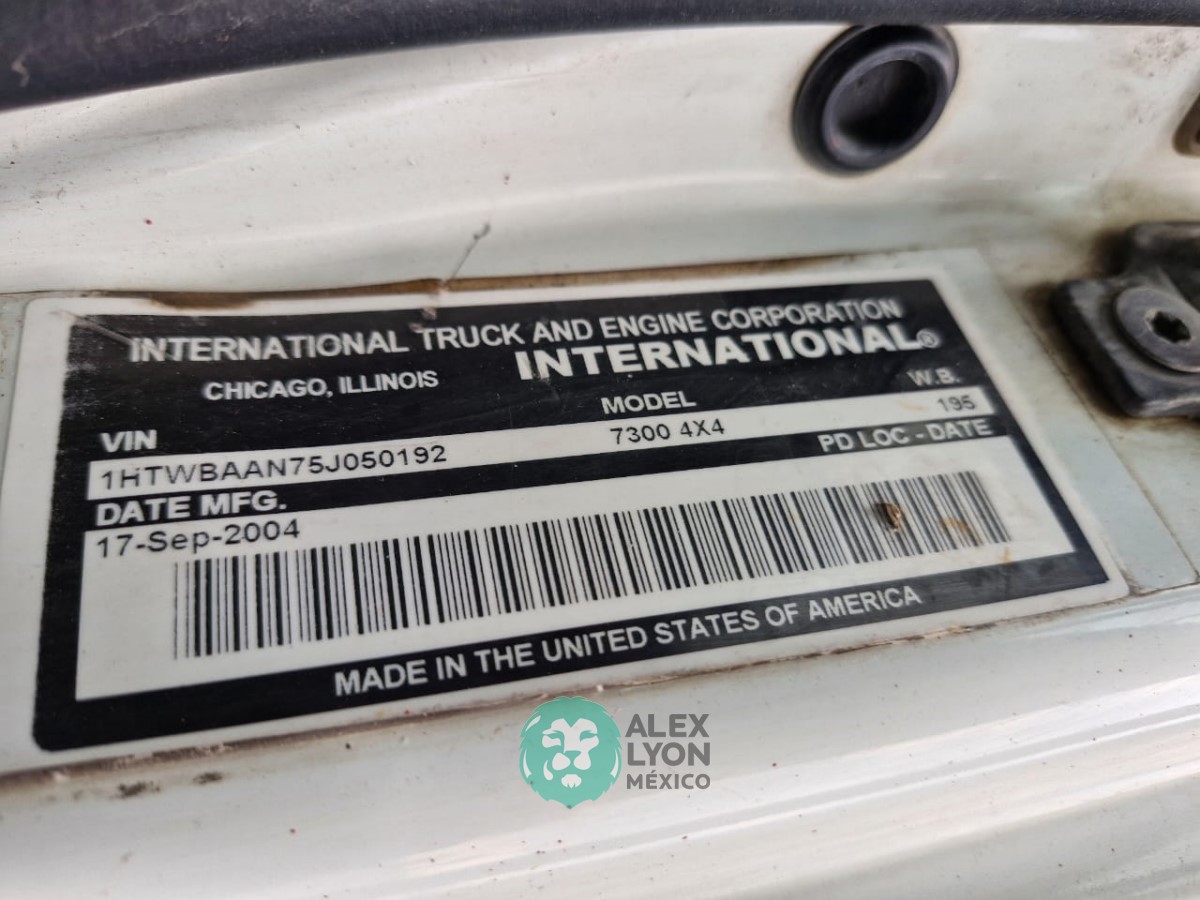 INTERNATIONAL TRUCK AND ENGINE CORPORATION
CHICAGO, ILLINOIS INTERNATIONAL®
VIN MODEL W.B.
1HTWBAAN75J050192 7300 4X4 195
DATE MFG. PD LOC - DATE
17-Sep-2004
MADE IN THE UNITED STATES OF AMERICA
ALEX
LYON
MÉXICO